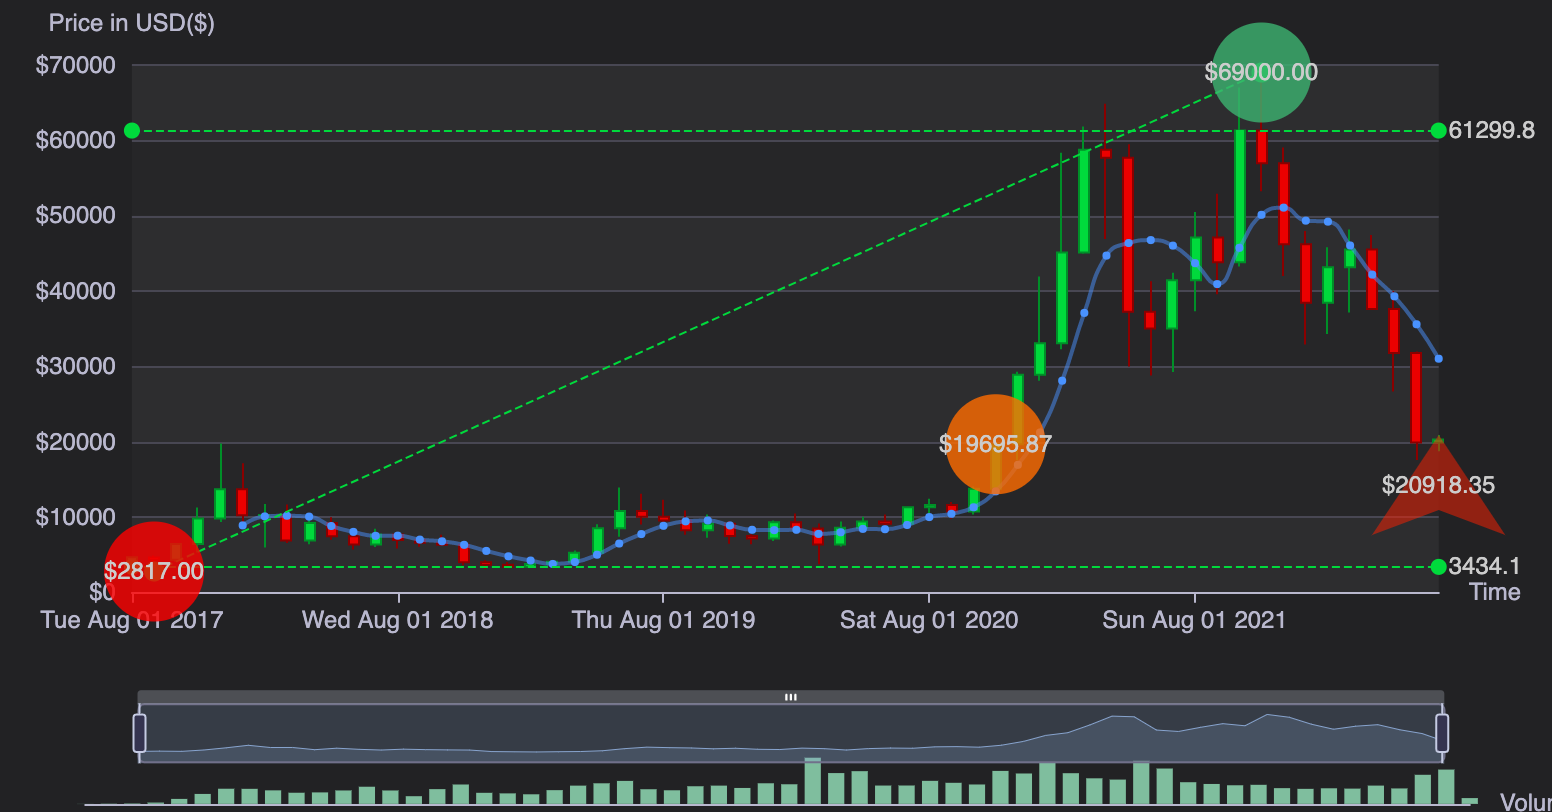 Price in USD($)
$70000
$69000.00
61299.8
$60000
$50000
$40000
$30000
$20000
$19695.87
$20918.35
$10000
$2817.00
3434.1
$0
Time
Tue Aug 01 2017
Wed Aug 01 2018
Thu Aug 01 2019
Sat Aug 01 2020
Sun Aug 01 2021